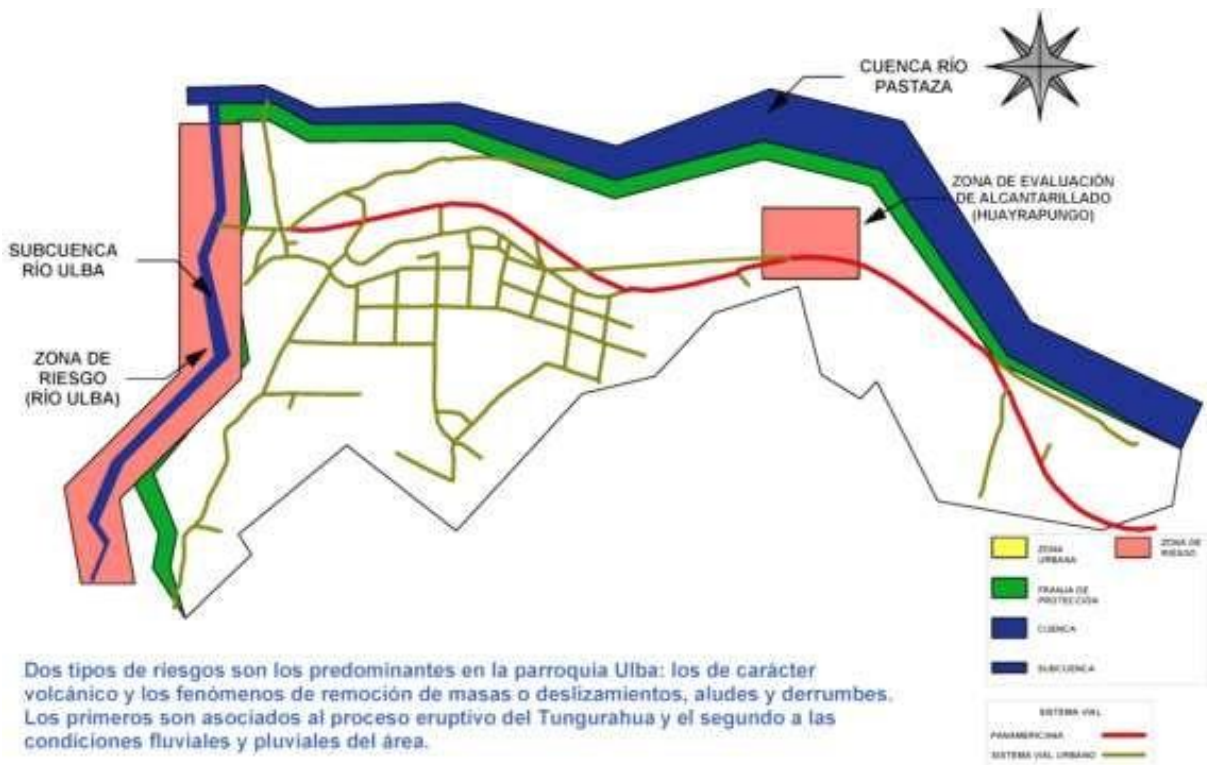 CUENCA RÍO
PASTAZA
ZONA DE EVALUACIÓN
DE ALCANTARILLADO
(HUAYRAPUNGO)
SUBCUENCA
RÍO ULBA
ZONA DE
RIESGO
(RÍO ULBA)
ZONA
URBANA
ZONA DE
RIESGO
FRANJA DE
PROTECCIÓN
CUENCA
SUBCUENCA
SISTEMA VIAL
PANAMERICANA
SISTEMA VIAL URBANO
Dos tipos de riesgos son los predominantes en la parroquia Ulba: los de carácter
volcánico y los fenómenos de remoción de masas o deslizamientos, aludes y derrumbes.
Los primeros son asociados al proceso eruptivo del Tungurahua y el segundo a las
condiciones fluviales y pluviales del área.